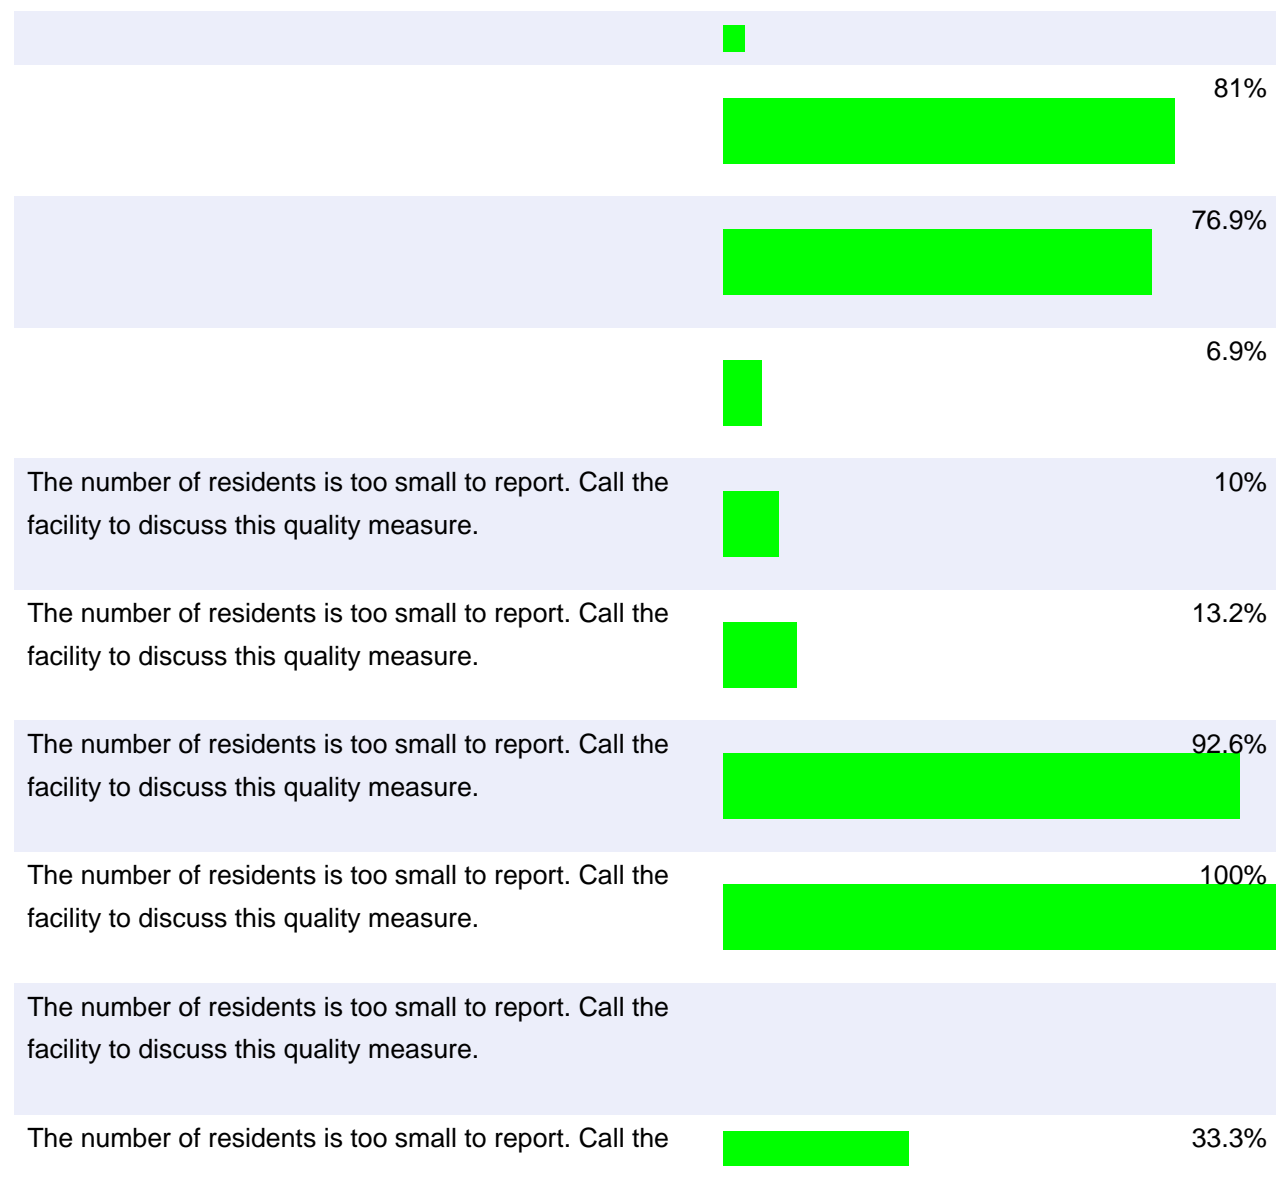 81%
76.9%
6.9%
The number of residents is too small to report. Call the
10%
facility to discuss this quality measure.
The number of residents is too small to report. Call the
13.2%
facility to discuss this quality measure.
The number of residents is too small to report. Call the
92.6%
facility to discuss this quality measure.
The number of residents is too small to report. Call the
100%
facility to discuss this quality measure.
The number of residents is too small to report. Call the
facility to discuss this quality measure.
The number of residents is too small to report. Call the
33.3%